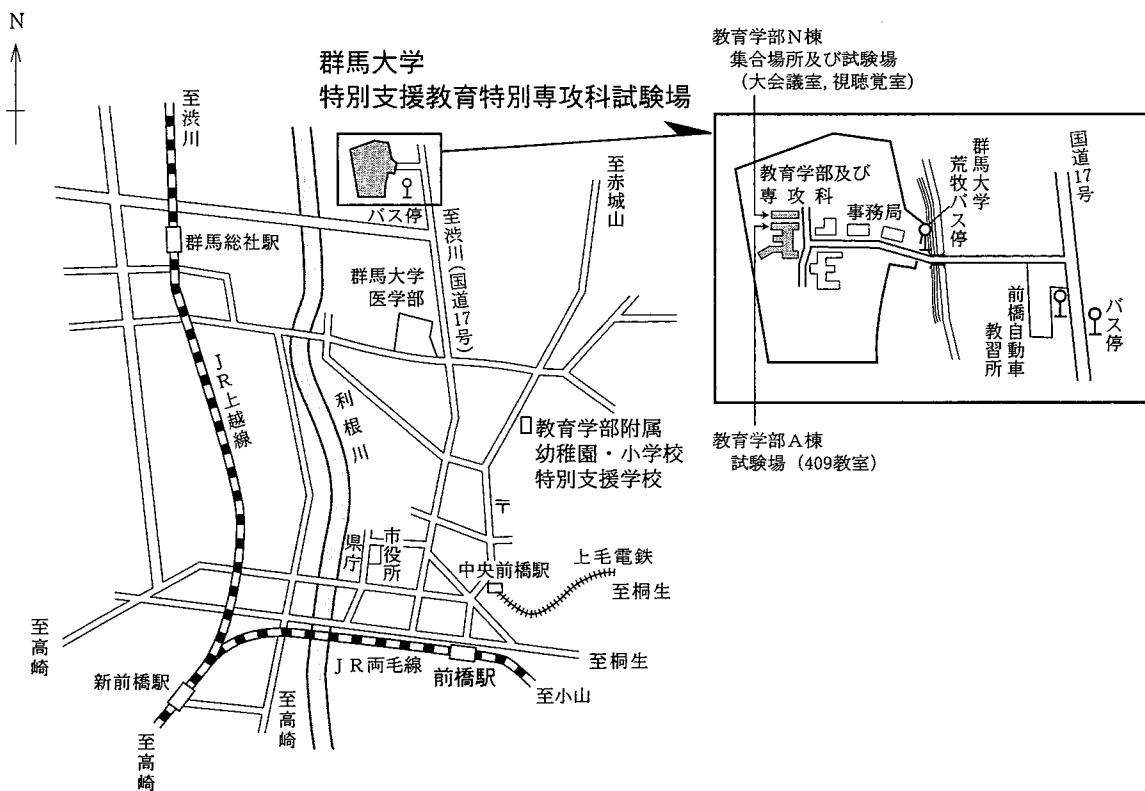 N
群馬大学
特別支援教育特別専攻科試験場
教育学部N棟
集合場所及び試験場
(大会議室, 視聴覚室)
至渋川
バス停
至渋川(国道17号)
至赤城山
群馬総社駅
群馬大学
医学部
JR上越線
利根川
教育学部附属
幼稚園・小学校
特別支援学校
〒
県庁
市役所
中央前橋駅
上毛電鉄
至桐生
至高崎
新前橋駅
JR両毛線
前橋駅
至桐生
至小山
至高崎
至高崎
教育学部及び
専攻科
事務局
群馬大学
荒牧バス停
国道17号
前橋自動車
教習所
バス停
教育学部A棟
試験場 (409教室)